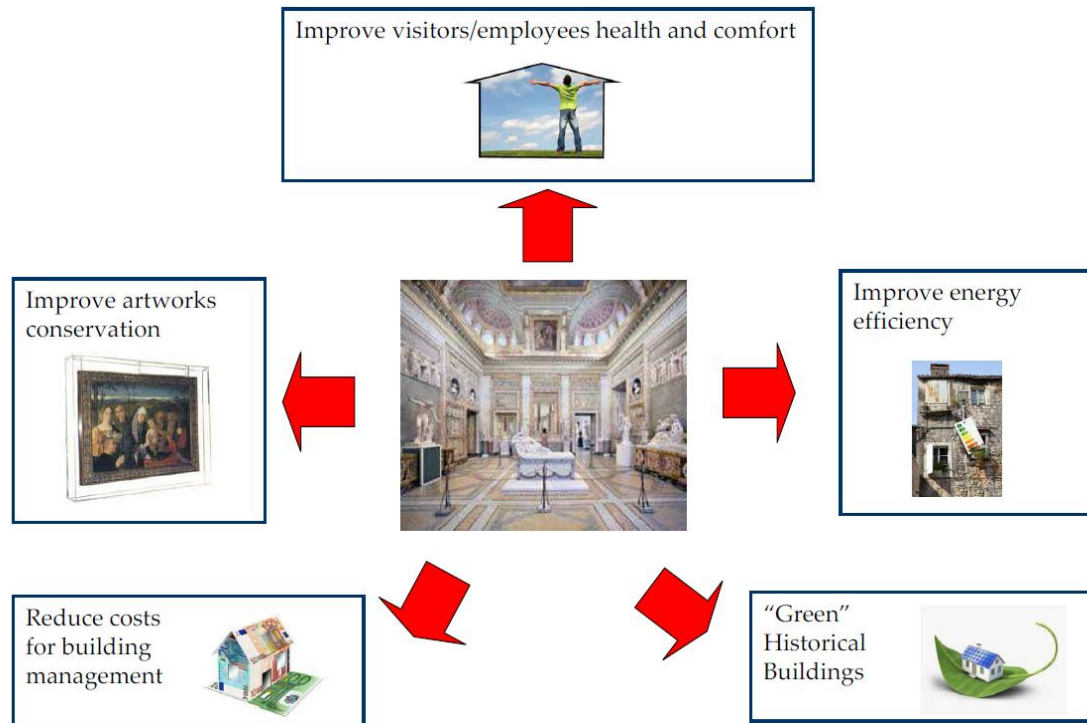 Improve visitors/employees health and comfort
Improve artworks
conservation
Improve energy
efficiency
Reduce costs
for building
management
“Green”
Historical
Buildings